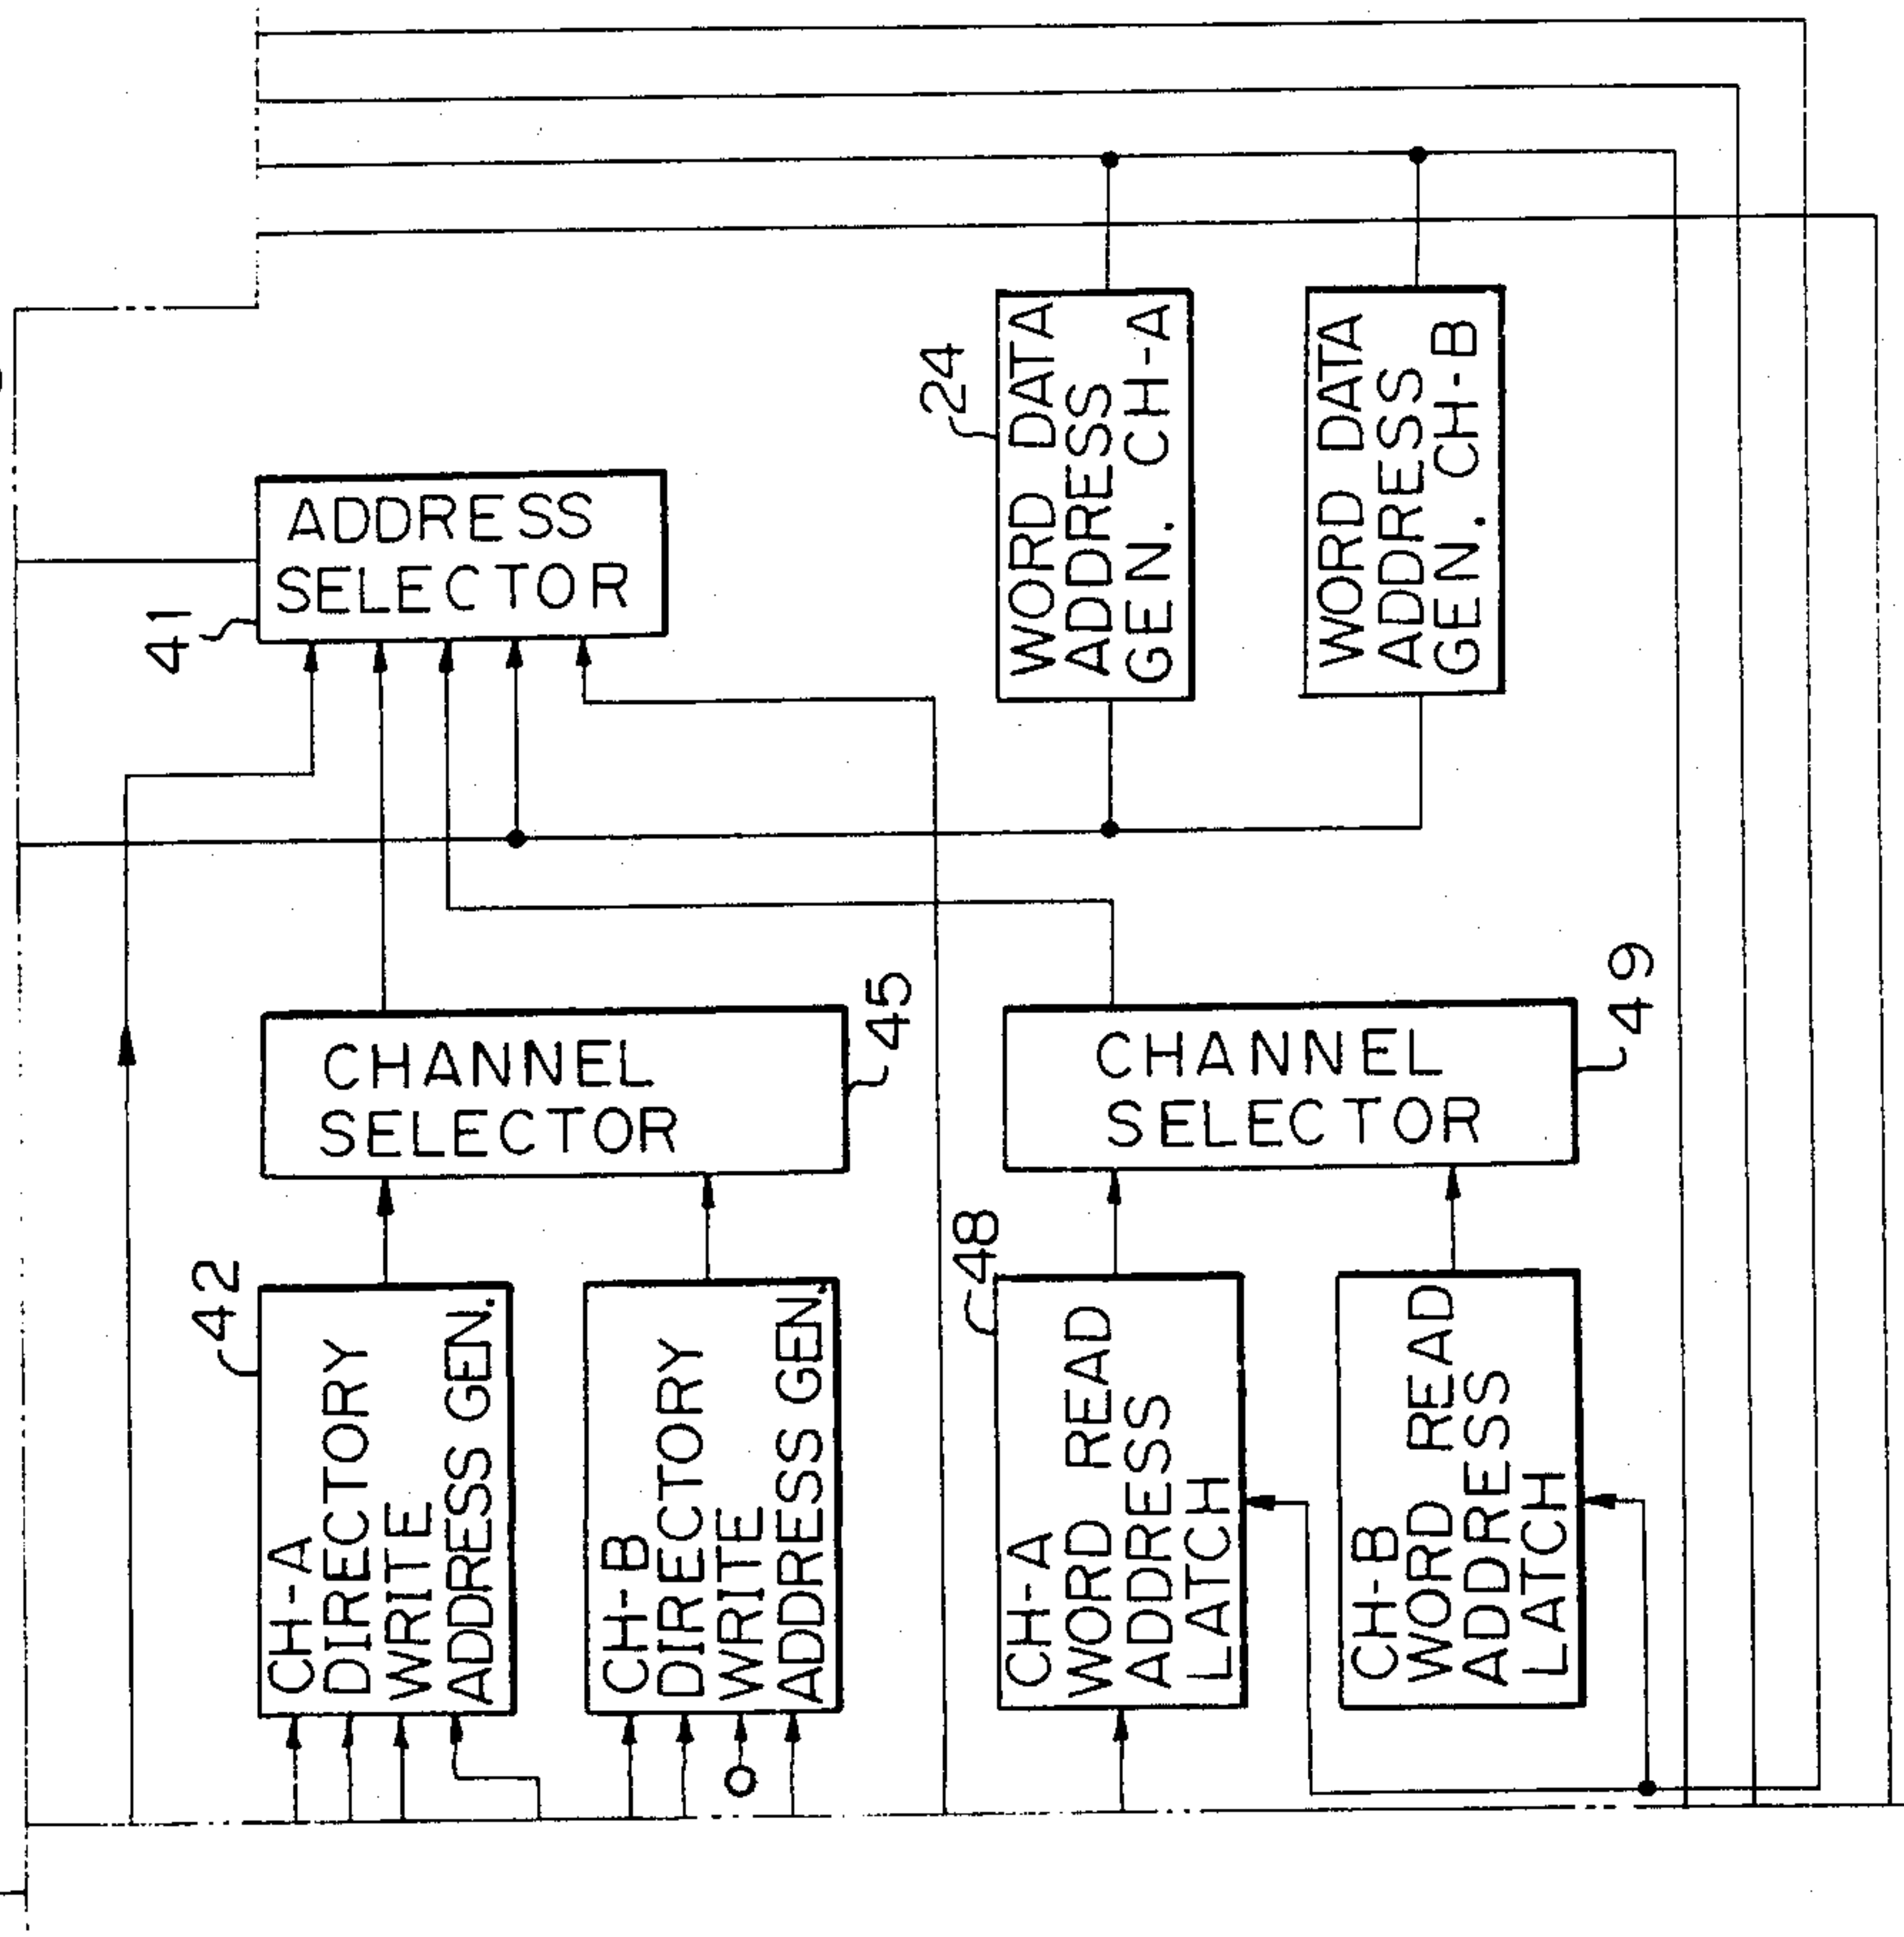 41
ADDRESS
SELECTOR
24
WORD DATA
ADDRESS
GEN. CH-A
WORD DATA
ADDRESS
GEN. CH-B
CHANNEL
SELECTOR
45
CHANNEL
SELECTOR
49
42
CH-A
DIRECTORY
WRITE
ADDRESS GEN.
CH-B
DIRECTORY
WRITE
ADDRESS GEN.
48
CH-A
WORD READ
ADDRESS
LATCH
CH-B
WORD READ
ADDRESS
LATCH